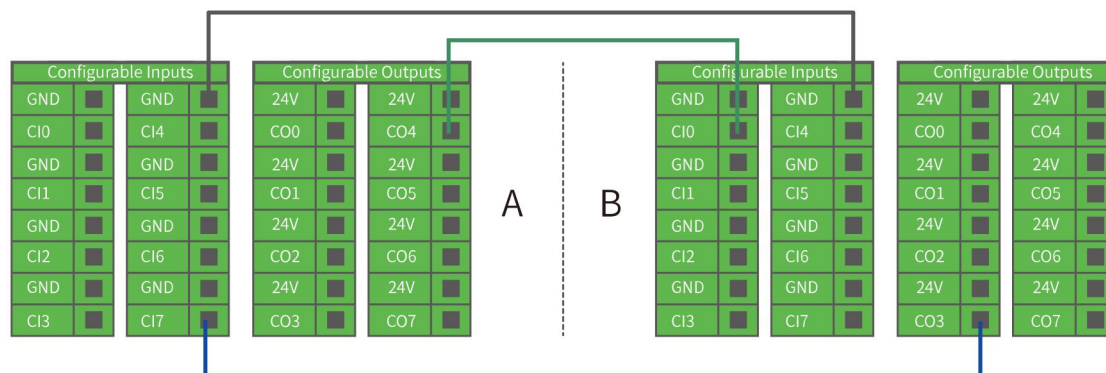 Configurable Inputs Configurable Outputs Configurable Inputs Configurable Outputs
GND GND 24V 24V GND GND 24V 24V
CI0 CI4 CO0 CO4 CI0 CI4 CO0 CO4
GND GND 24V 24V GND GND 24V 24V
CI1 CI5 CO1 CO5 A B CI1 CI5 CO1 CO5
GND GND 24V 24V GND GND 24V 24V
CI2 CI6 CO2 CO6 CI2 CI6 CO2 CO6
GND GND 24V 24V GND GND 24V 24V
CI3 CI7 CO3 CO7 CI3 CI7 CO3 CO7